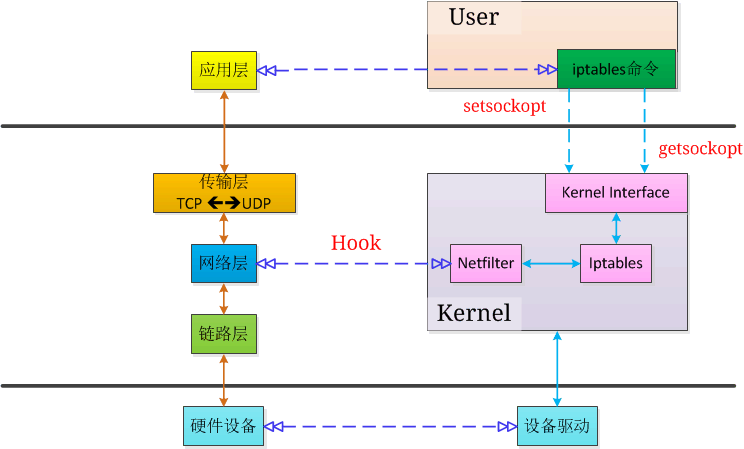 User
应用层
iptables命令
setsockopt
getsockopt
传输层
TCP ←→UDP
Kernel Interface
Hook
网络层
Netfilter
Iptables
Kernel
链路层
硬件设备
设备驱动